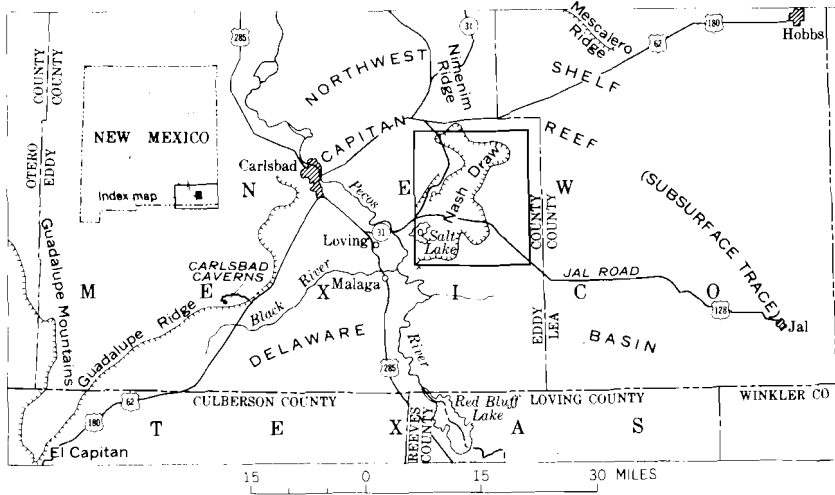 285
31
Mescalero
Ridge
62
180
Hobbs
NORTHWEST
Nimenim
Ridge
SHELF
COUNTY
COUNTY
OTERO
EDDY
COUNTY
COUNTY
NEW MEXICO
Index map
Carlsbad
CAPITAN
REEF
N E W
Pecos
Nash Draw
(SUBSURFACE TRACE)
COUNTY
COUNTY
31
Loving
Salt
Lake
Guadalupe Mountains
CARLSBAD
CAVERNS
JAL ROAD
M E X I C O
Malaga
Black River
Guadalupe Ridge
128
Jal
DELAWARE
River
EDDY
LEA
BASIN
285
CULBERSON COUNTY
Red Bluff
Lake
LOVING COUNTY
WINKLER CO
REEVES
COUNTY
62
180
T E X A S
El Capitan
15 0 15 30 MILES